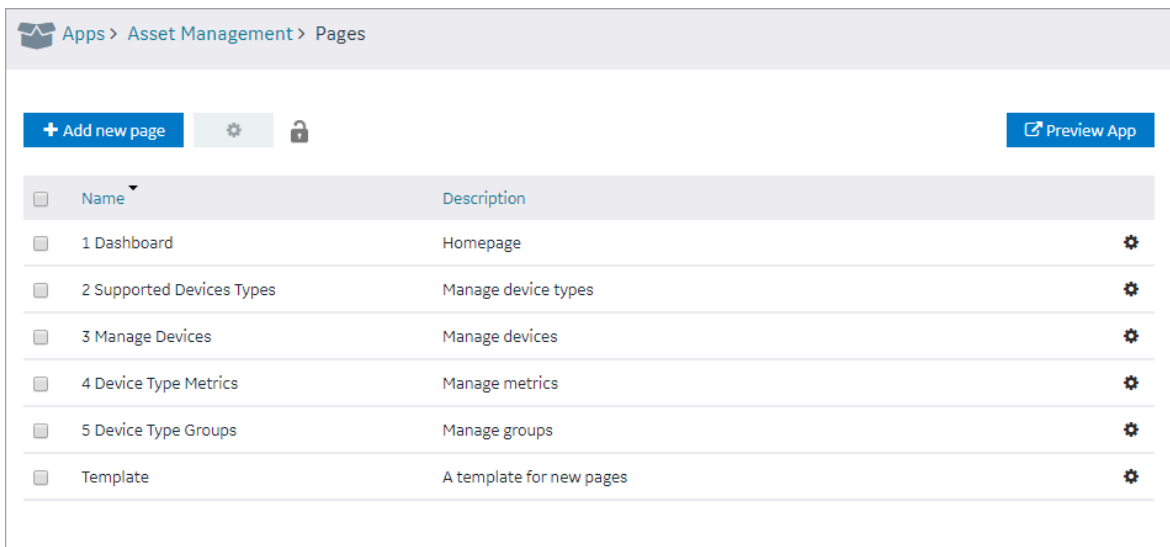 Apps > Asset Management > Pages
Add new page
Preview App
Name Description
1 Dashboard Homepage
2 Supported Devices Types Manage device types
3 Manage Devices Manage devices
4 Device Type Metrics Manage metrics
5 Device Type Groups Manage groups
Template A template for new pages